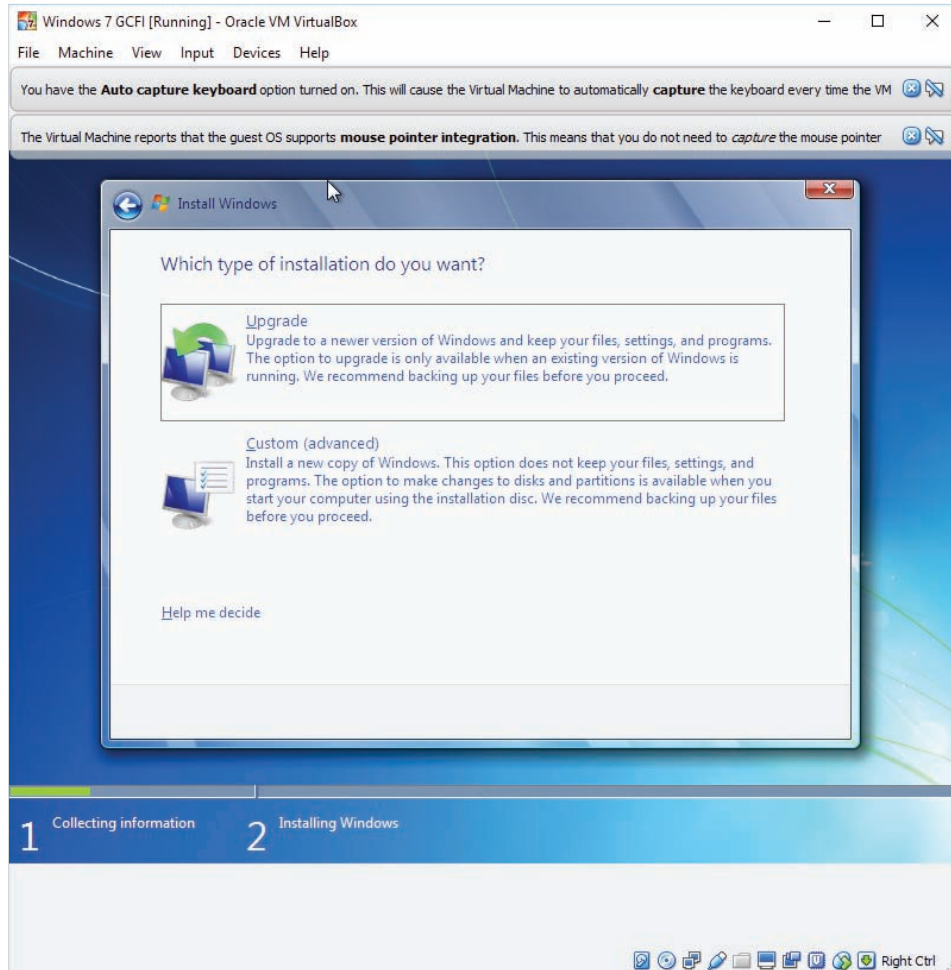 Windows 7 GCFI [Running] - Oracle VM VirtualBox
File Machine View Input Devices Help
You have the Auto capture keyboard option turned on. This will cause the Virtual Machine to automatically capture the keyboard every time the VM
The Virtual Machine reports that the guest OS supports mouse pointer integration. This means that you do not need to capture the mouse pointer
Install Windows
Which type of installation do you want?
Upgrade
Upgrade to a newer version of Windows and keep your files, settings, and programs.
The option to upgrade is only available when an existing version of Windows is
running. We recommend backing up your files before you proceed.
Custom (advanced)
Install a new copy of Windows. This option does not keep your files, settings, and
programs. The option to make changes to disks and partitions is available when you
start your computer using the installation disc. We recommend backing up your files
before you proceed.
Help me decide
1 Collecting information 2 Installing Windows
Right Ctrl